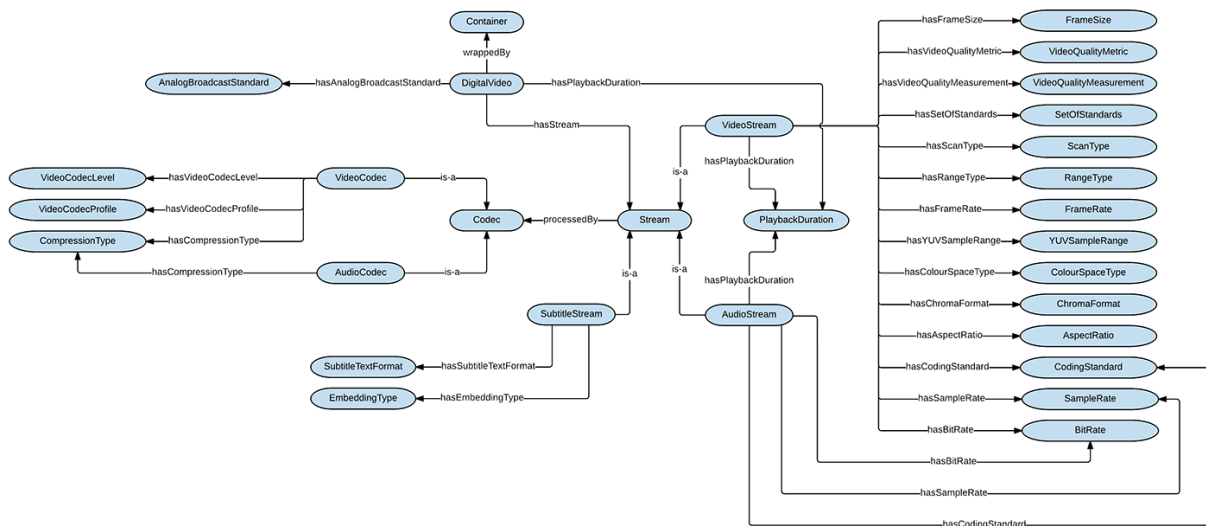 Container
hasFrameSize
FrameSize
wrappedBy
hasVideoQualityMetric
VideoQualityMetric
AnalogBroadcastStandard
hasAnalogBroadcastStandard
DigitalVideo
hasPlaybackDuration
hasVideoQualityMeasurement
VideoQualityMeasurement
hasStream
VideoStream
hasSetOfStandards
SetOfStandards
hasScanType
ScanType
is-a
hasPlaybackDuration
VideoCodecLevel
hasVideoCodecLevel
VideoCodec
is-a
hasRangeType
RangeType
VideoCodecProfile
hasVideoCodecProfile
hasFrameRate
FrameRate
Codec
processedBy
Stream
PlaybackDuration
CompressionType
hasCompressionType
hasYUVSampleRange
YUVSampleRange
hasCompressionType
AudioCodec
is-a
is-a
is-a
hasPlaybackDuration
hasColourSpaceType
ColourSpaceType
hasChromaFormat
ChromaFormat
SubtitleStream
AudioStream
hasAspectRatio
AspectRatio
SubtitleTextFormat
hasSubtitleTextFormat
hasCodingStandard
CodingStandard
EmbeddingType
hasEmbeddingType
hasSampleRate
SampleRate
hasBitRate
BitRate
hasBitRate
hasSampleRate
hasCodingStandard